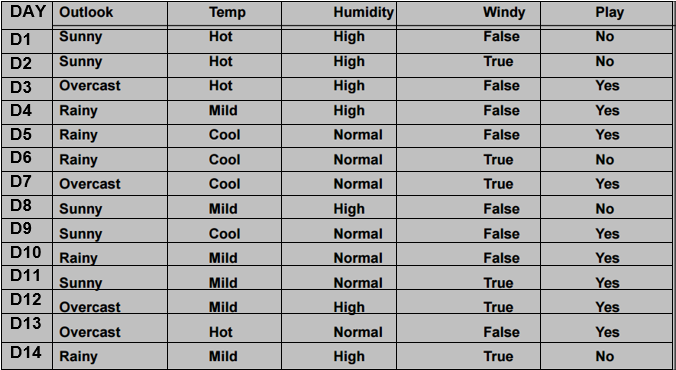 DAY Outlook Temp Humidity Windy Play
D1 Sunny Hot High False No
D2 Sunny Hot High True No
D3 Overcast Hot High False Yes
D4 Rainy Mild High False Yes
D5 Rainy Cool Normal False Yes
D6 Rainy Cool Normal True No
D7 Overcast Cool Normal True Yes
D8 Sunny Mild High False No
D9 Sunny Cool Normal False Yes
D10 Rainy Mild Normal False Yes
D11 Sunny Mild Normal True Yes
D12 Overcast Mild High True Yes
D13 Overcast Hot Normal False Yes
D14 Rainy Mild High True No